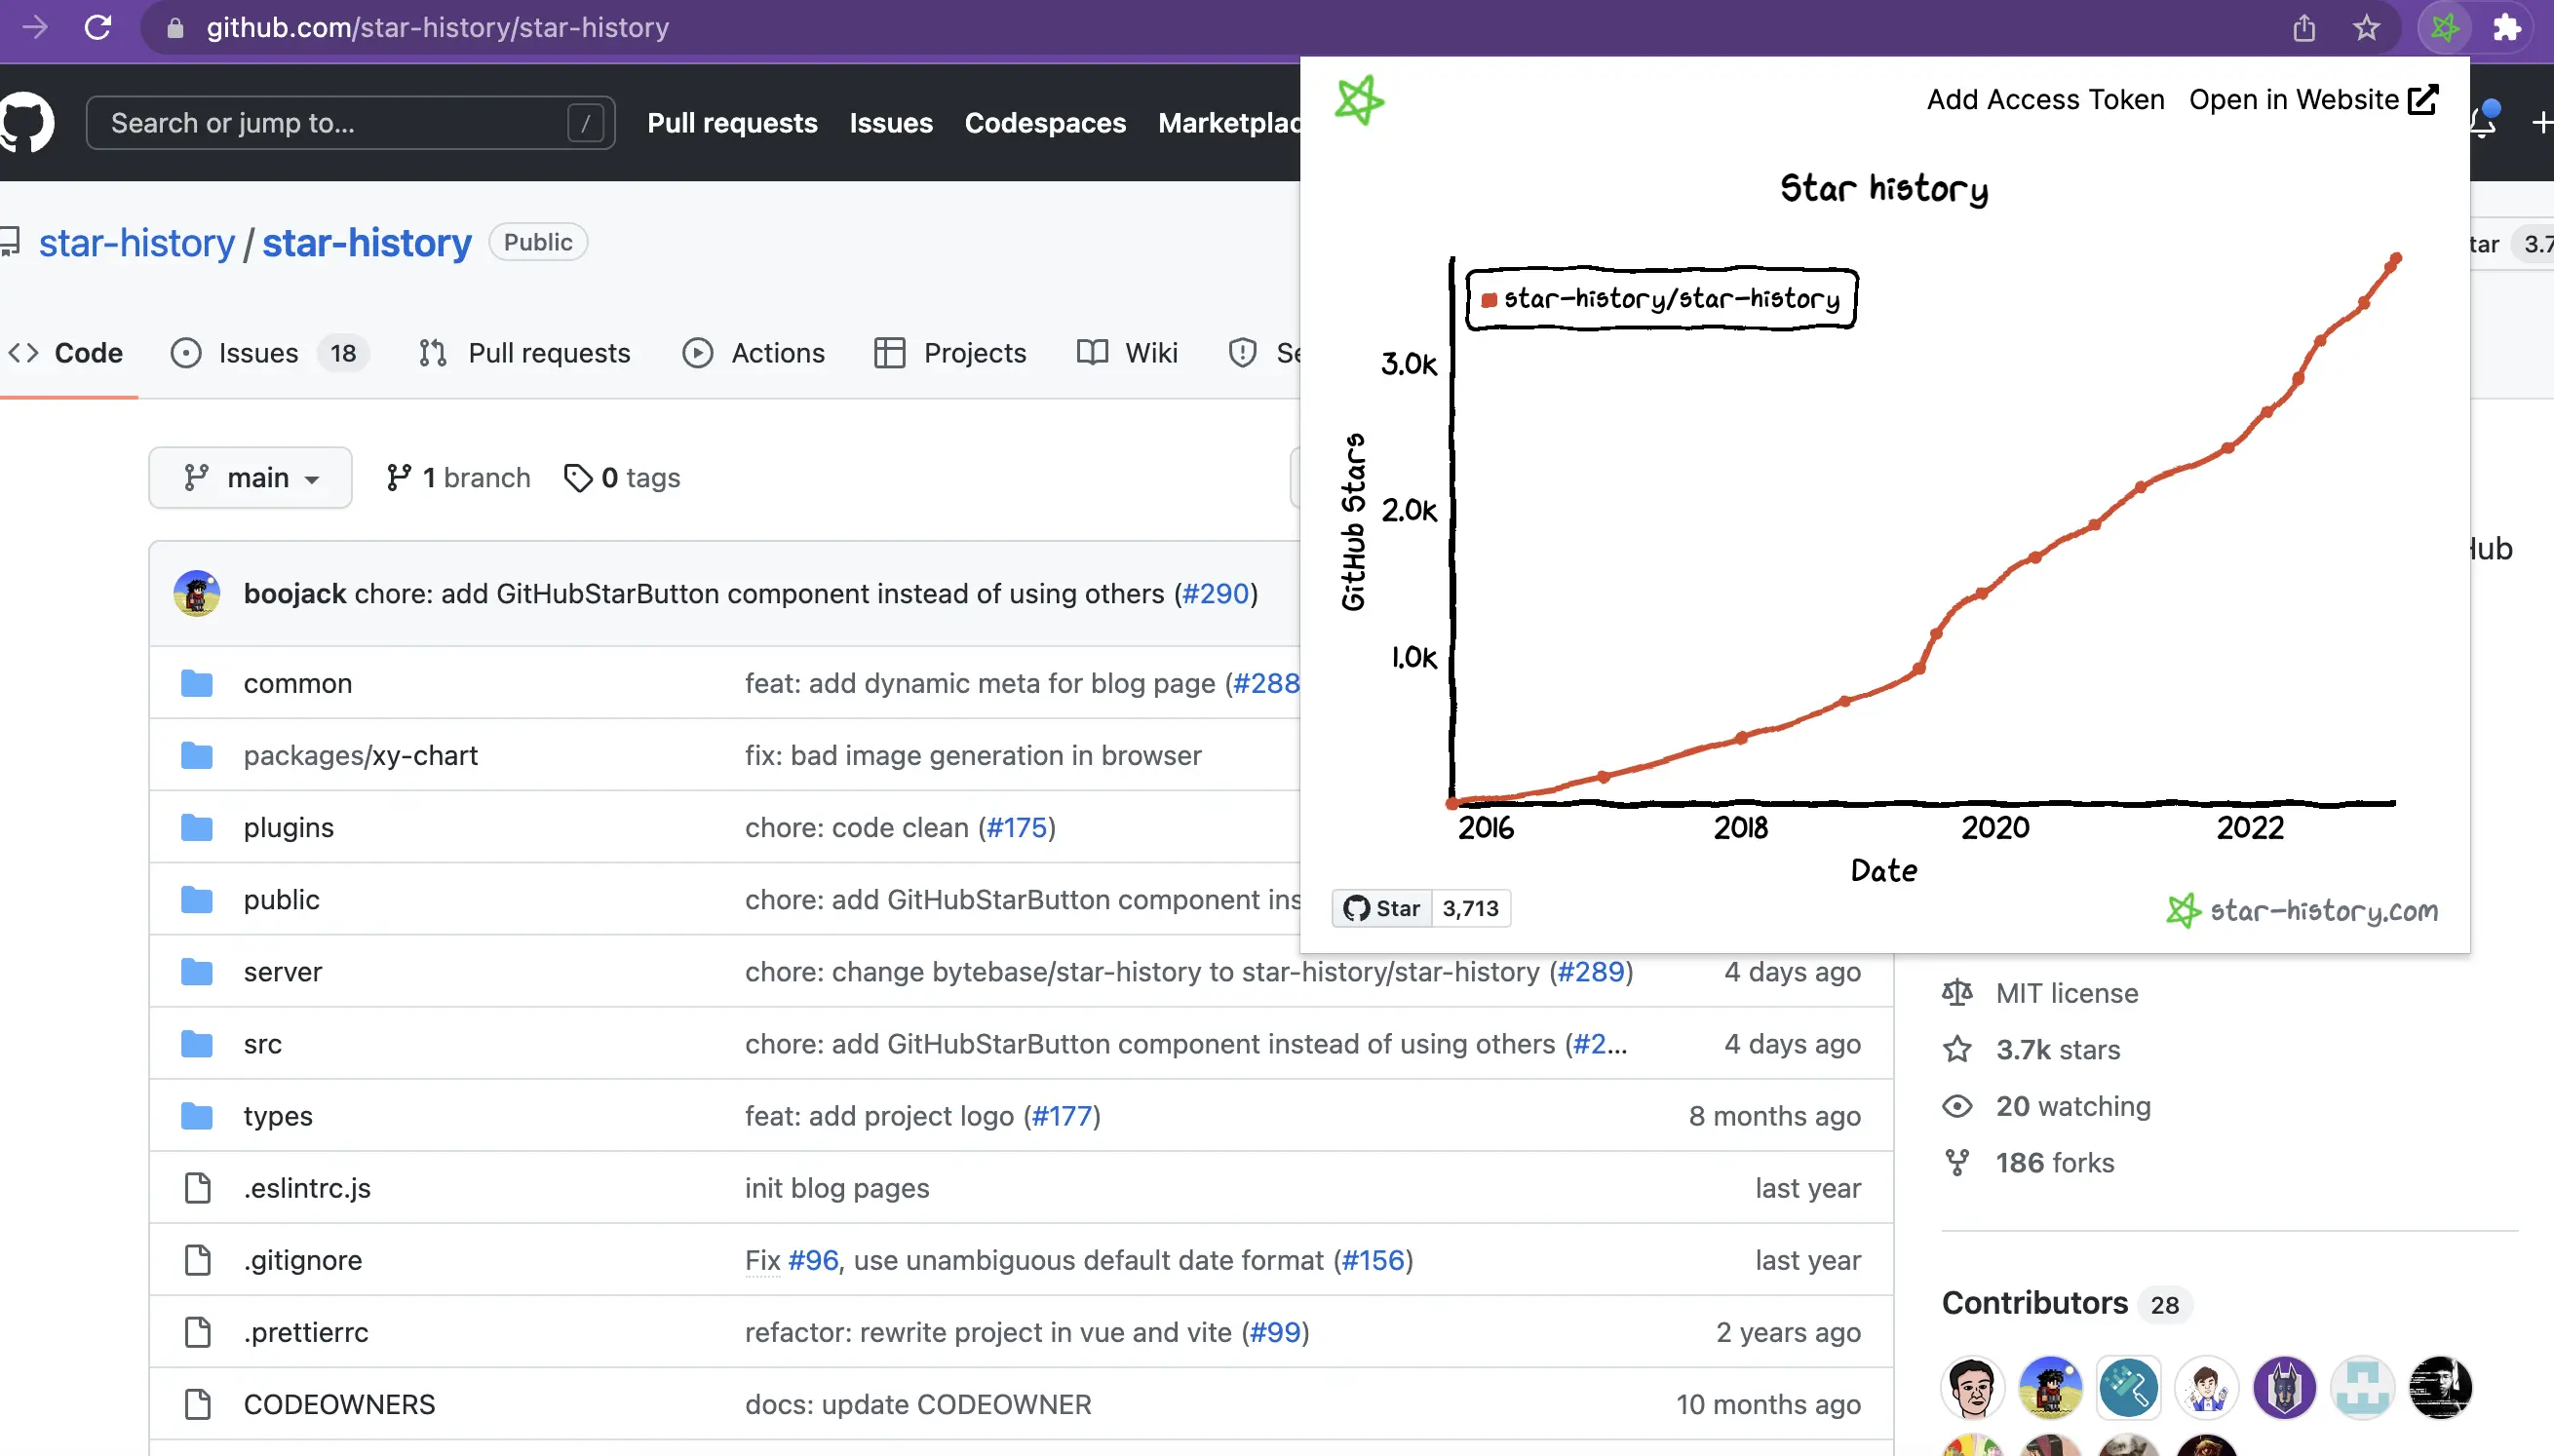 github.com/star-history/star-history
Search or jump to... /
Pull requests Issues Codespaces
Add Access Token Open in Website
star-history / star-history Public
3.7
Code Issues 18 Pull requests Actions Projects Wiki
main 1 branch 0 tags
boojack chore: add GitHubStarButton component instead of using others (#290)
common feat: add dynamic meta for blog page (#288
packages/xy-chart fix: bad image generation in browser
plugins chore: code clean (#175)
public chore: add GitHubStarButton component ins
server chore: change bytebase/star-history to star-history/star-history (#289) 4 days ago
src chore: add GitHubStarButton component instead of using others (#2... 4 days ago
types feat: add project logo (#177) 8 months ago
.eslintrc.js init blog pages last year
.gitignore Fix #96, use unambiguous default date format (#156) last year
.prettierrc refactor: rewrite project in vue and vite (#99) 2 years ago
CODEOWNERS docs: update CODEOWNER 10 months ago
Star history
star-history/star-history
GitHub Stars
3.0k
2.0k
1.0k
2016 2018 2020 2022
Date
Star 3,713
star-history.com
MIT license
3.7k stars
20 watching
186 forks
Contributors 28